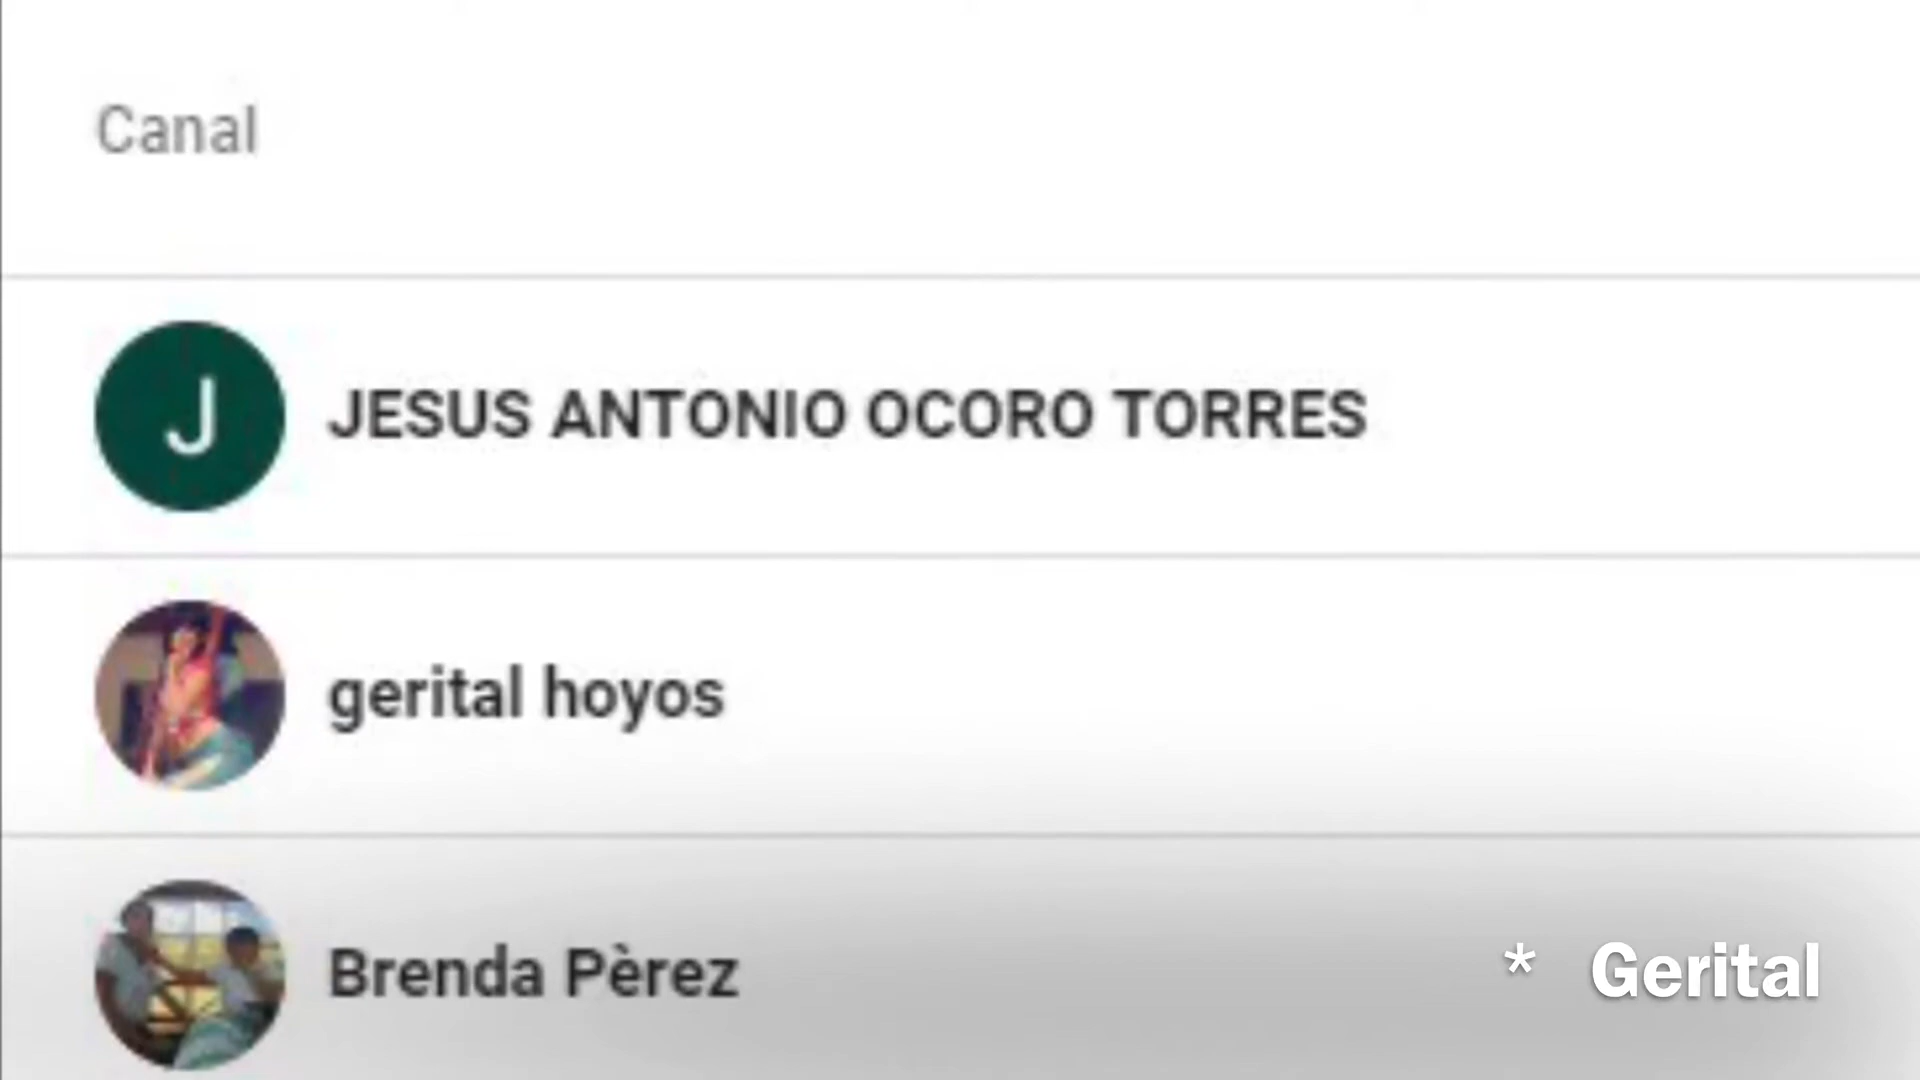 Canal
J JESUS ANTONIO OCORO TORRES
gerital hoyos
Brenda Pèrez
* Gerital